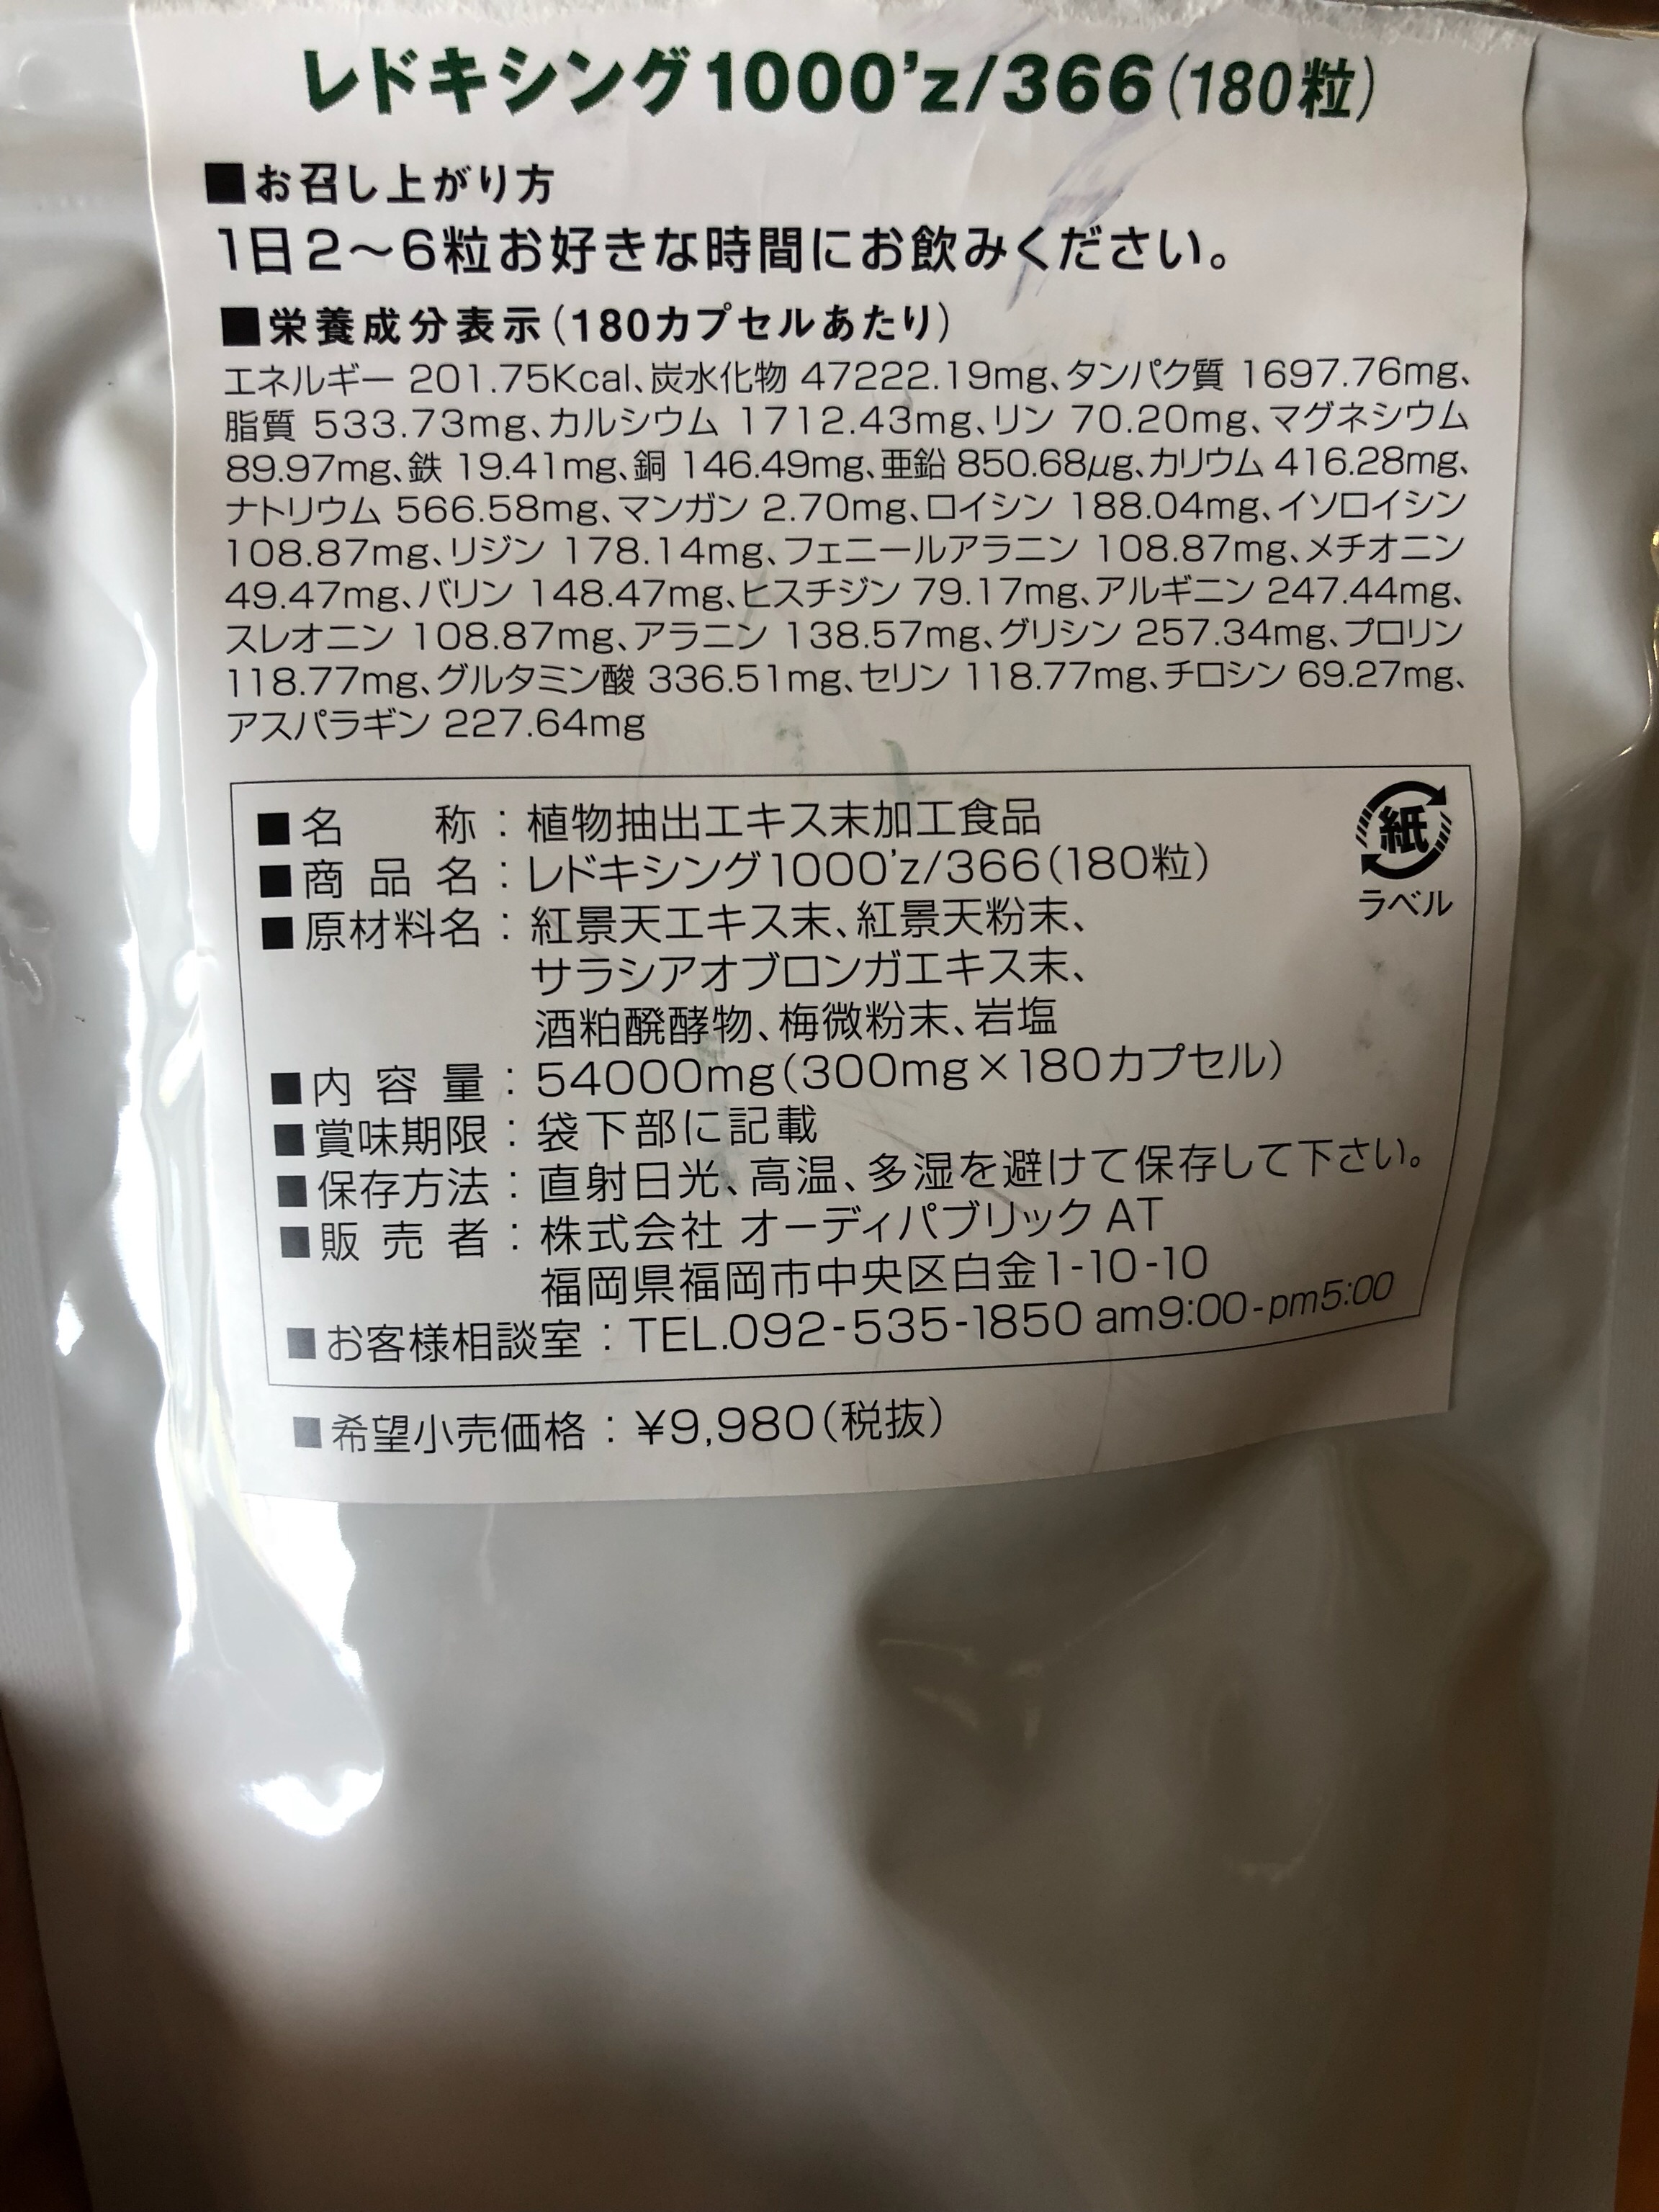 レドキシング1000'z/366(180粒)
■お召し上がり方
1日2～6粒お好きな時間にお飲みください。
■栄養成分表示(180カプセルあたり)
エネルギー 201.75Kcal、炭水化物 47222.19mg、タンパク質 1697.76mg、
脂質 533.73mg、カルシウム 1712.43mg、リン 70.20mg、マグネシウム
89.97mg、鉄 19.41mg、銅 146.49mg、亜鉛 850.68μg、カリウム 416.28mg、
ナトリウム 566.58mg、マンガン 2.70mg、ロイシン 188.04mg、イソロイシン
108.87mg、リジン 178.14mg、フェニールアラニン 108.87mg、メチオニン
49.47mg、バリン 148.47mg、ヒスチジン 79.17mg、アルギニン 247.44mg、
スレオニン 108.87mg、アラニン 138.57mg、グリシン 257.34mg、プロリン
118.77mg、グルタミン酸 336.51mg、セリン 118.77mg、チロシン 69.27mg、
アスパラギン 227.64mg
■名称：植物抽出エキス末加工食品
■商品名：レドキシング1000'z/366(180粒)
■原材料名：紅景天エキス末、紅景天粉末、
サラシアオブロンガエキス末、
酒粕醗酵物、梅微粉末、岩塩
紙
ラベル
■内容量：54000mg(300mg×180カプセル)
■賞味期限：袋下部に記載
■保存方法：直射日光、高温、多湿を避けて保存して下さい。
■販売者：株式会社 オーディパブリック AT
福岡県福岡市中央区白金1-10-10
■お客様相談室：TEL.092-535-1850 am9:00-pm5:00
■希望小売価格：¥9,980(税抜)